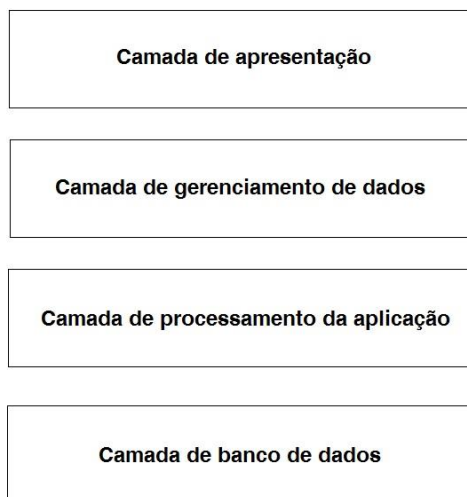 Camada de apresentação
Camada de gerenciamento de dados
Camada de processamento da aplicação
Camada de banco de dados